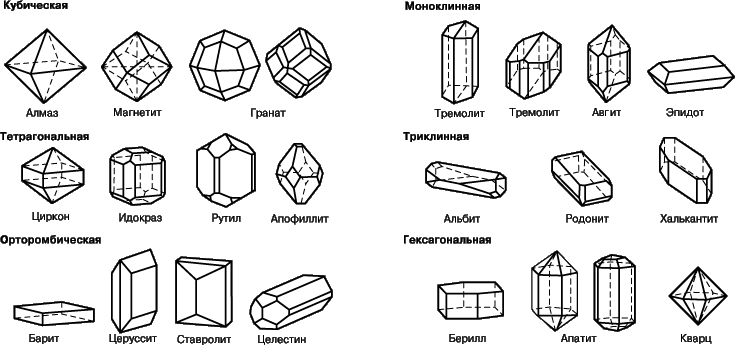 Кубическая
Алмаз
Магнетит
Гранат
Тетрагональная
Циркон
Идокраз
Рутил
Апофиллит
Орторомбическая
Барит
Церуссит
Ставролит
Целестин
Моноклинная
Тремолит
Тремолит
Авгит
Эпидот
Триклинная
Альбит
Родонит
Халькантит
Гексагональная
Берилл
Апатит
Кварц